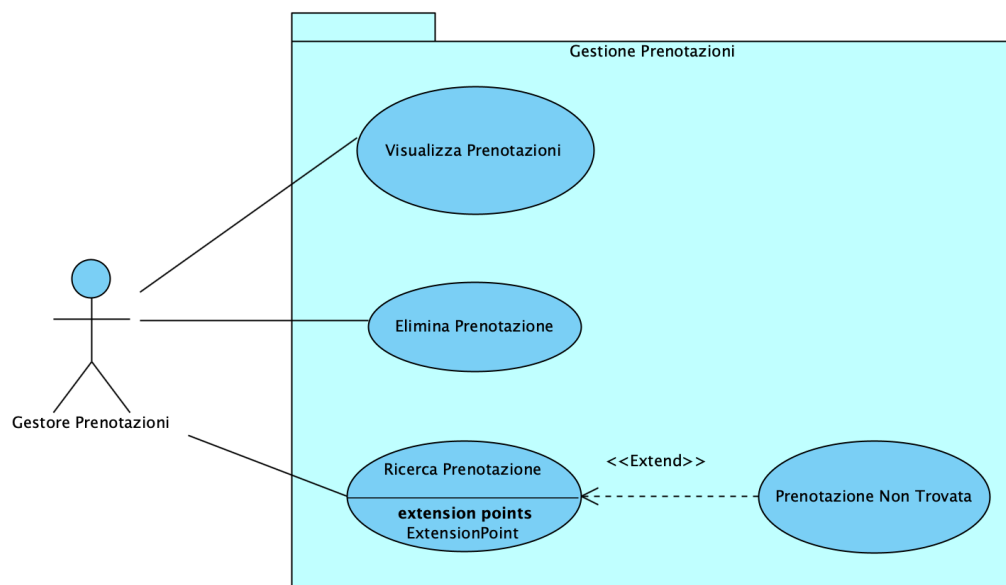 Gestione Prenotazioni
Visualizza Prenotazioni
Elimina Prenotazione
Gestore Prenotazioni
Ricerca Prenotazione
extension points
ExtensionPoint
<<Extend>>
Prenotazione Non Trovata